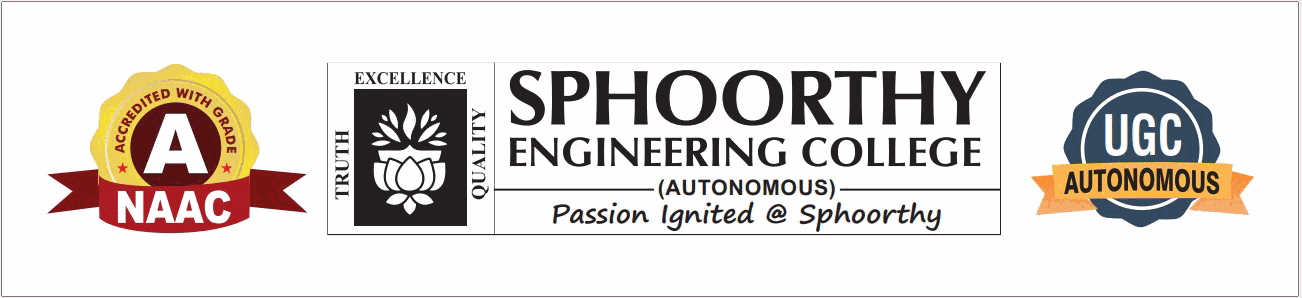 ACCREDITED WITH GRADE
A
NAAC
EXCELLENCE
TRUTH
QUALITY
SPHOORTHY
ENGINEERING COLLEGE
(AUTONOMOUS)
Passion Ignited @ Sphoorthy
UGC
AUTONOMOUS